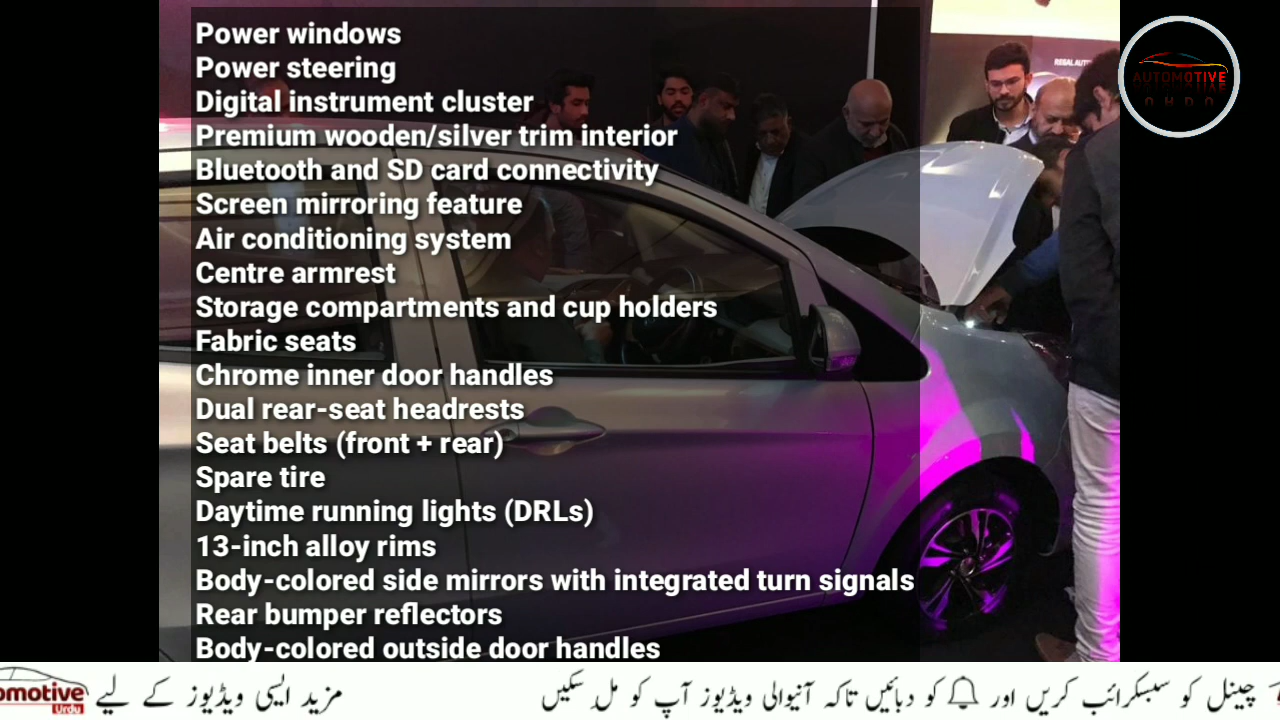 Power windows
Power steering
Digital instrument cluster
Premium wooden/silver trim interior
Bluetooth and SD card connectivity
Screen mirroring feature
Air conditioning system
Centre armrest
Storage compartments and cup holders
Fabric seats
Chrome inner door handles
Dual rear-seat headrests
Seat belts (front + rear)
Spare tire
Daytime running lights (DRLs)
13-inch alloy rims
Body-colored side mirrors with integrated turn signals
Rear bumper reflectors
Body-colored outside door handles
REGAL AUTO
AUTOMOTIVE
چینل کو سبسکرائب کریں اور کو دبائیں تاکہ آنیوالی ویڈیوز آپ کو مل سکیں
مزید ایسی ویڈیوز کے لیے
omotive
Urdu